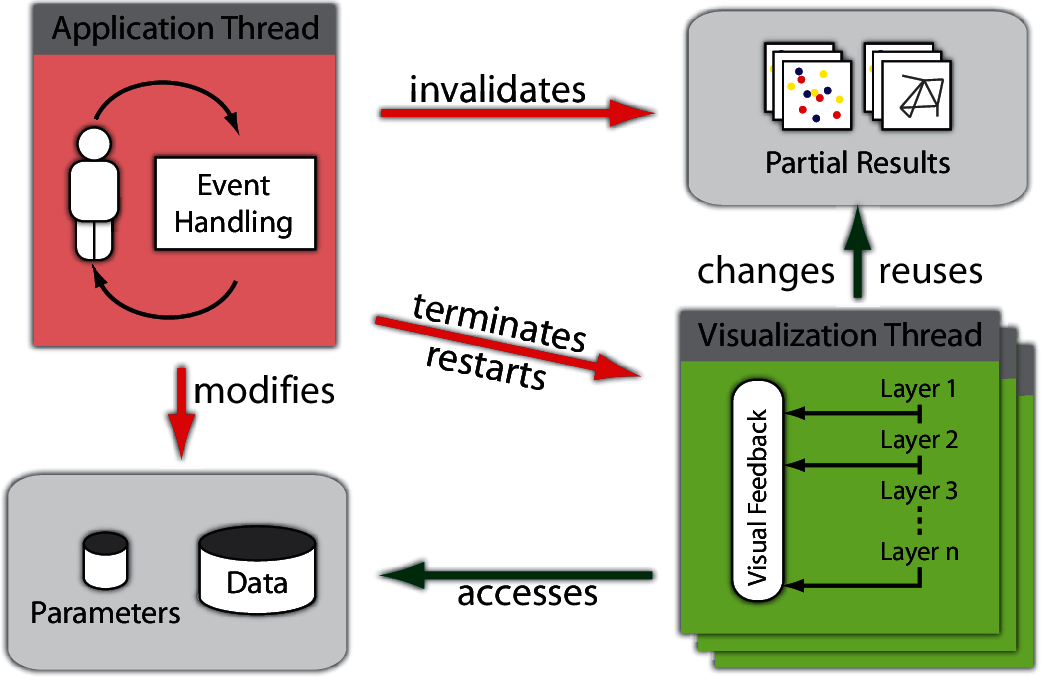 Application Thread
Event
Handling
invalidates
Partial Results
changes reuses
terminates
restarts
modifies
Visualization Thread
Visual Feedback
Layer 1
Layer 2
Layer 3
Layer n
accesses
Parameters
Data